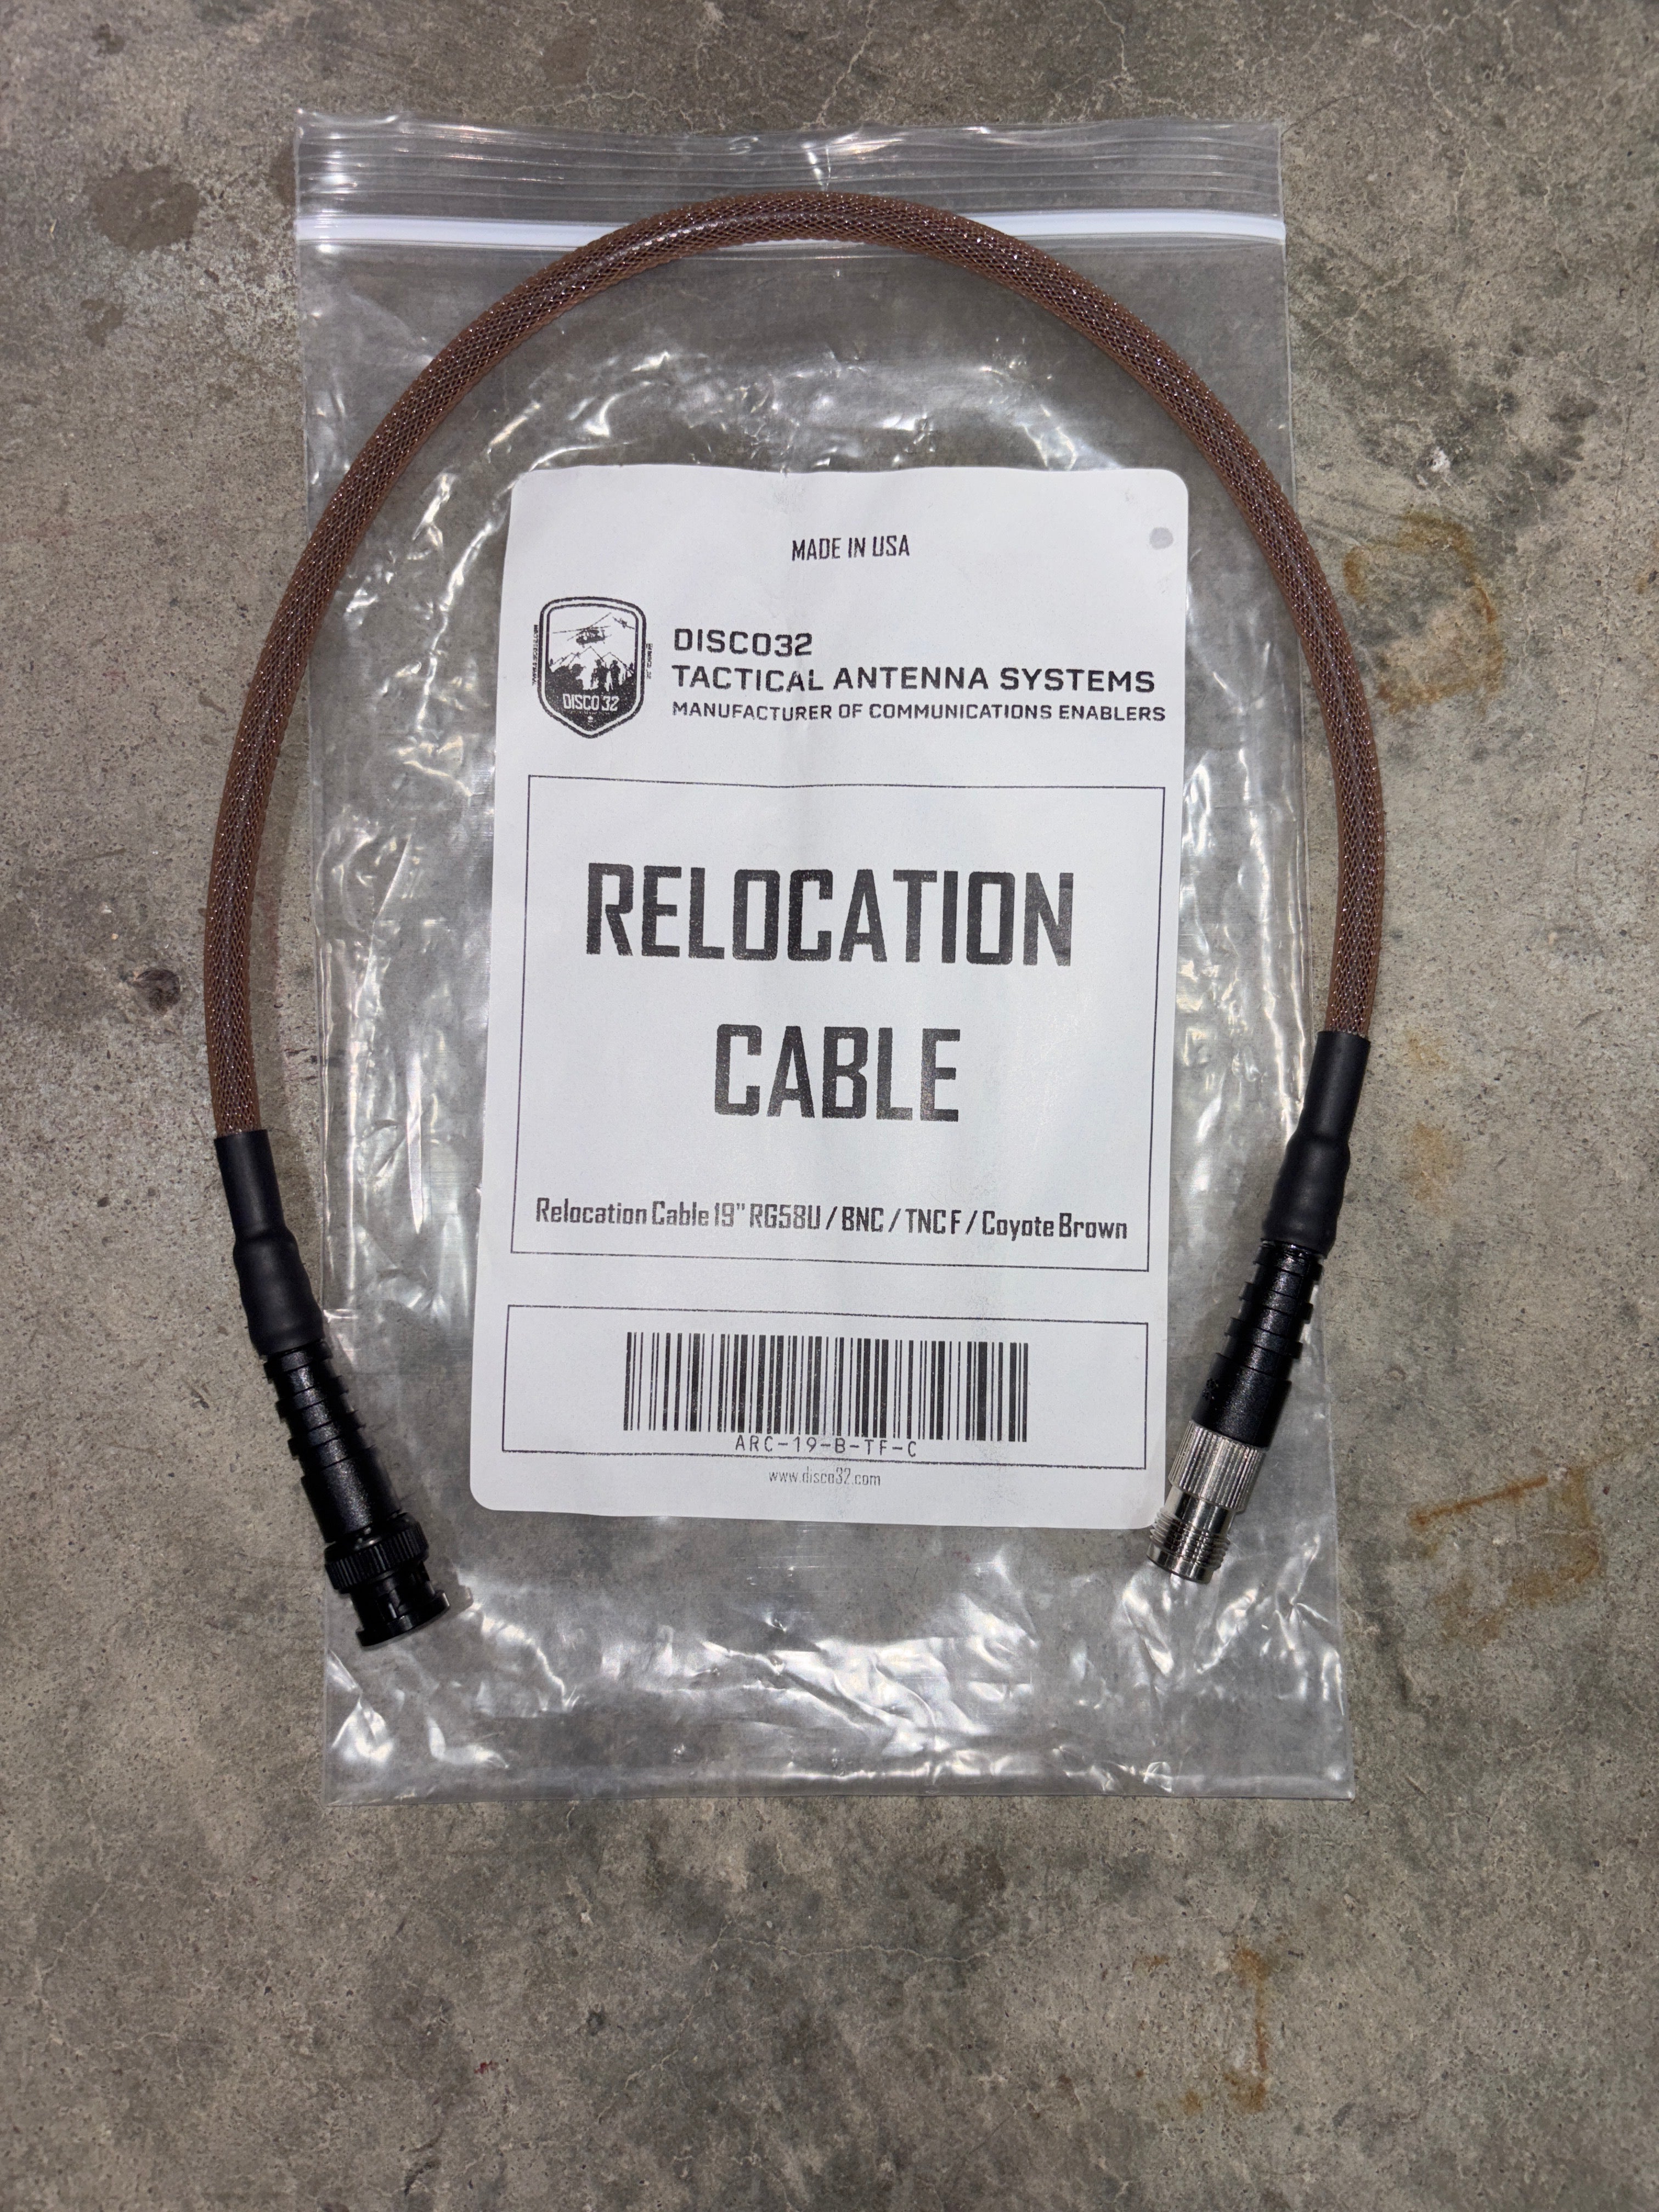 MADE IN USA
DISCO32
TACTICAL ANTENNA SYSTEMS
MANUFACTURER OF COMMUNICATIONS ENABLERS
DISCO 32
RELOCATION
CABLE
Relocation Cable 19" RG58U / BNC / TNC F / Coyote Brown
ARC-19-B-TF-C
www.disco32.com